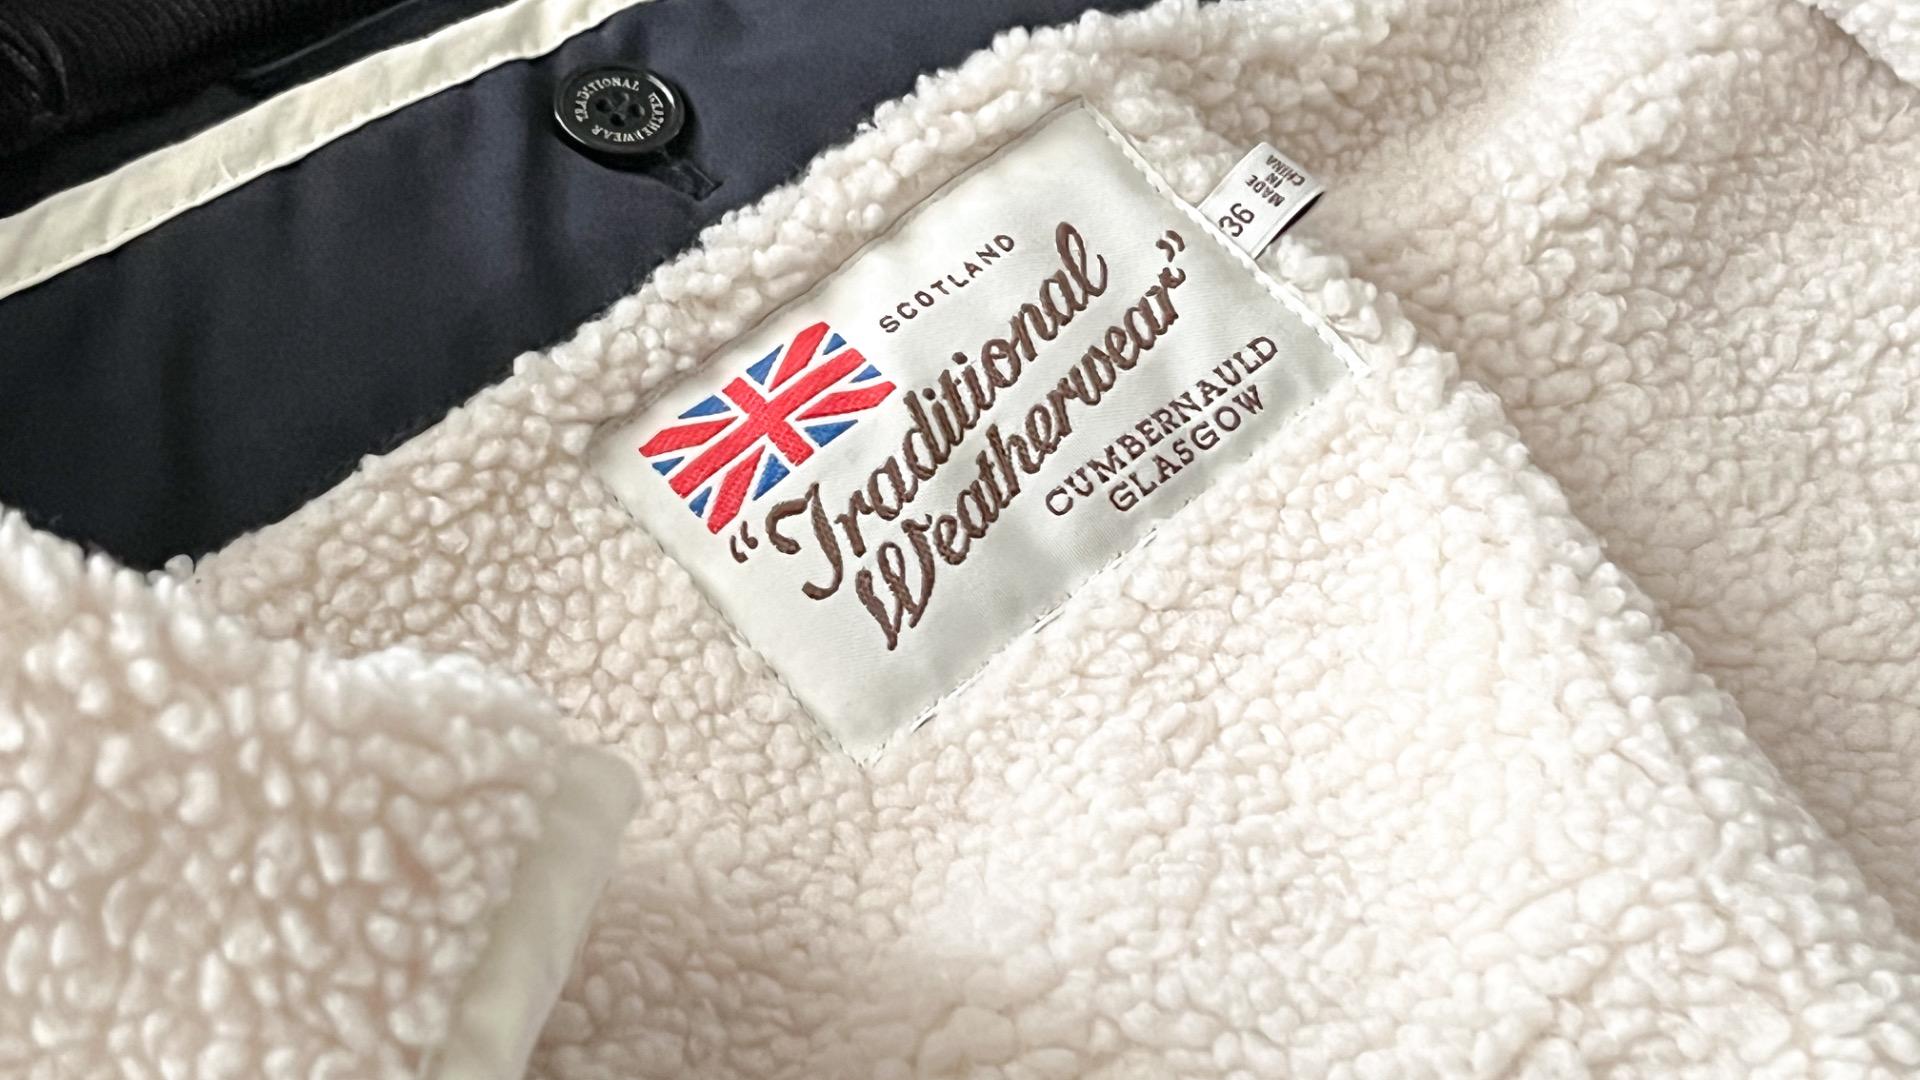 TRADITIONAL WEATHERWEAR
SCOTLAND
“Traditional
Weatherwear”
CUMBERNAULD
GLASGOW
36
MADE
IN
CHINA